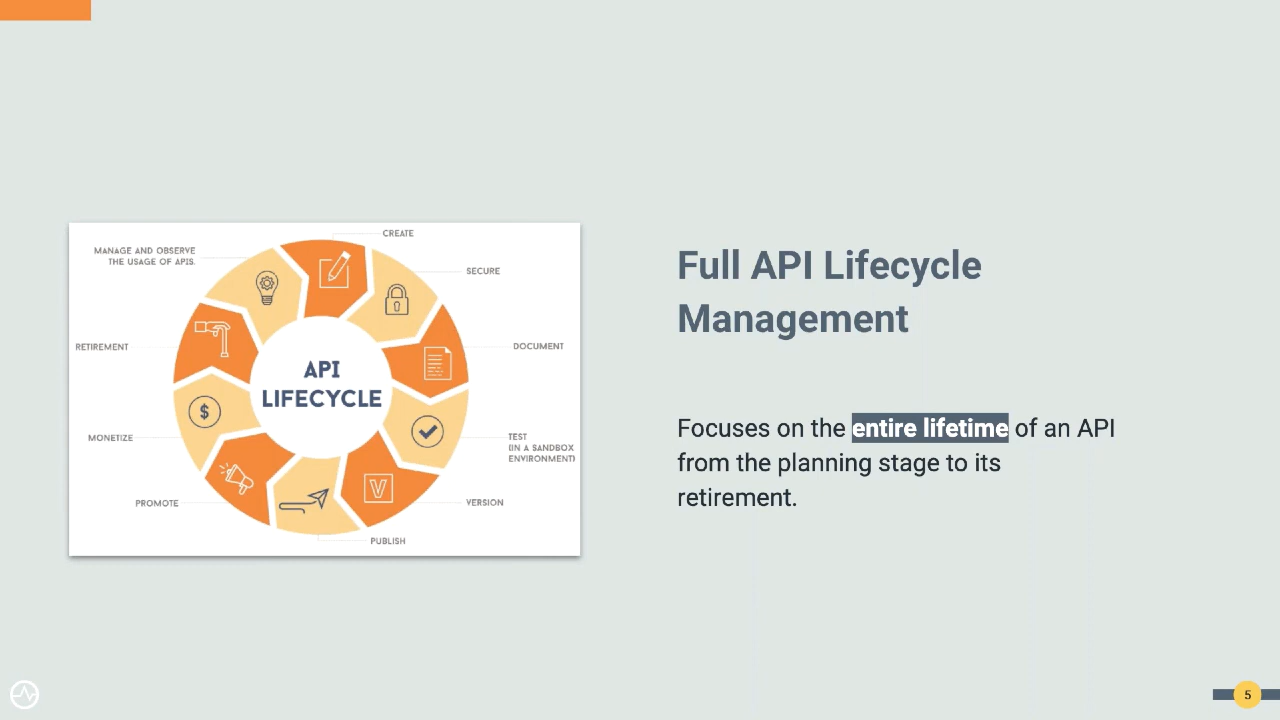 MANAGE AND OBSERVE
THE USAGE OF APIS.
CREATE
SECURE
RETIREMENT
DOCUMENT
API
LIFECYCLE
$
MONETIZE
TEST
(IN A SANDBOX
ENVIRONMENT)
V
PROMOTE
VERSION
PUBLISH
Full API Lifecycle
Management
Focuses on the entire lifetime of an API
from the planning stage to its
retirement.
5